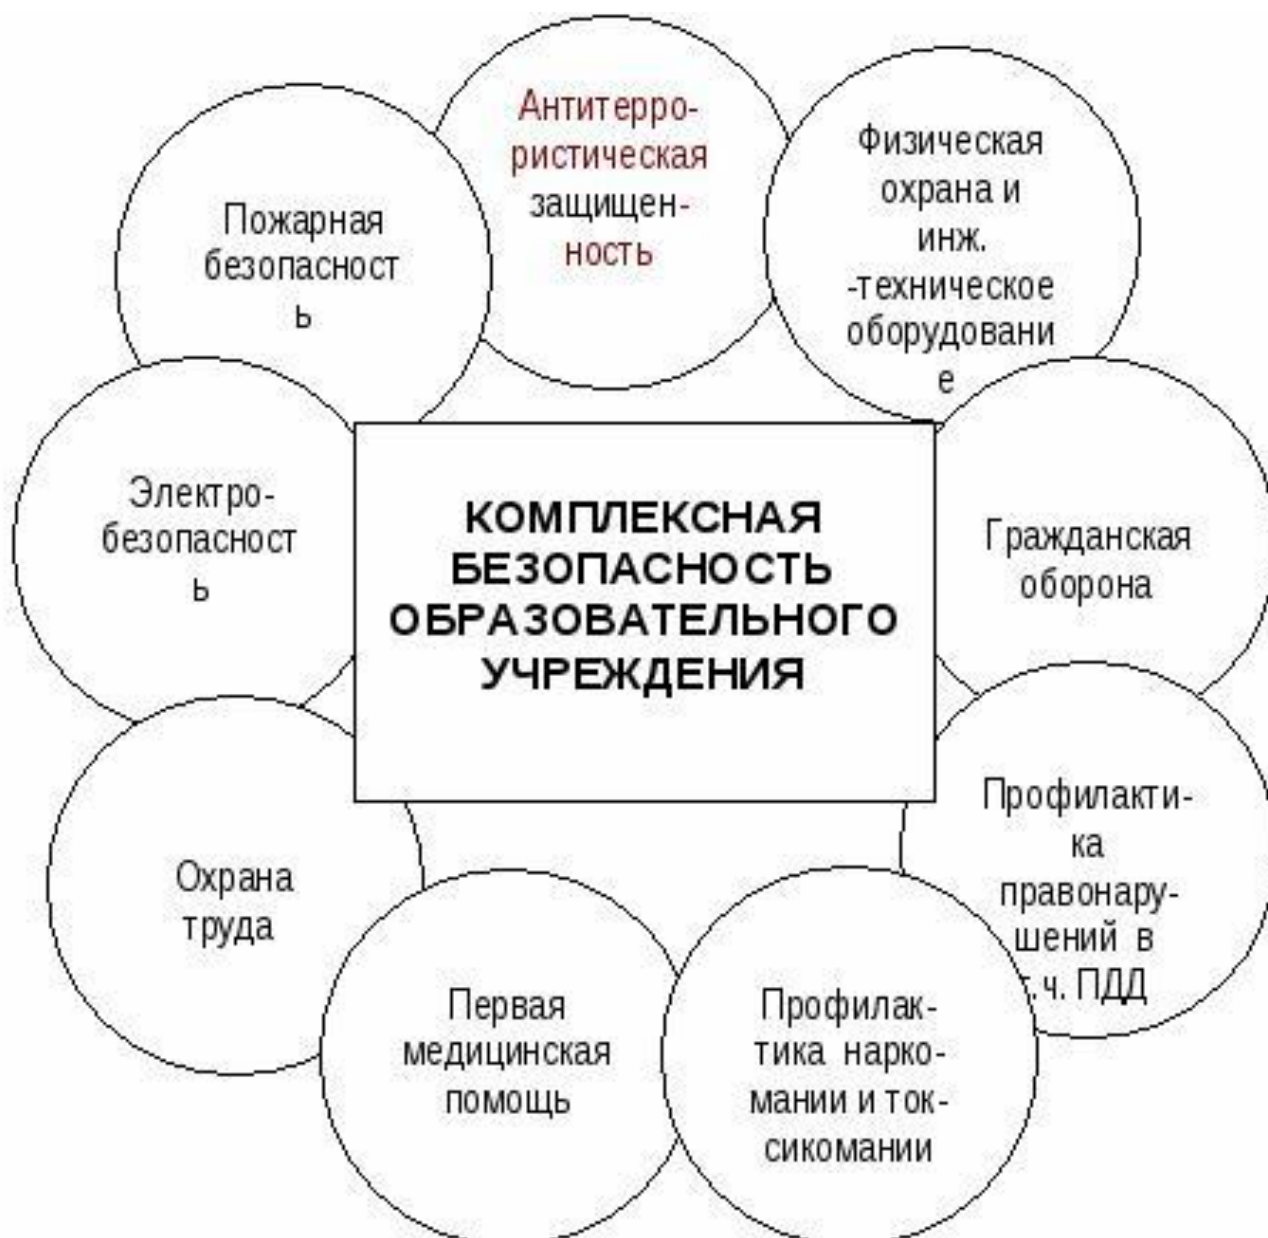 Антитерро-
ристическая
защищен-
ность
Физическая
охрана и
инж.
-техническое
оборудовани
е
Пожарная
безопасност
ь
Электро-
безопасност
ь
КОМПЛЕКСНАЯ
БЕЗОПАСНОСТЬ
ОБРАЗОВАТЕЛЬНОГО
УЧРЕЖДЕНИЯ
Гражданская
оборона
Профилакти-
ка
правонару-
шений в
.ч. ПДД
Охрана
труда
Первая
медицинская
помощь
Профилак-
тика нарко-
мании и ток-
сикомании